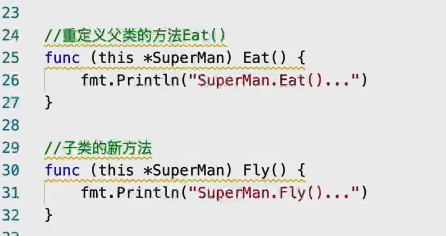 23
24 //重定义父类的方法Eat()
25 func (this *SuperMan) Eat() {
26 fmt.Println("SuperMan.Eat()...")
27 }
28
29 //子类的新方法
30 func (this *SuperMan) Fly() {
31 fmt.Println("SuperMan.Fly()...")
32 }
33